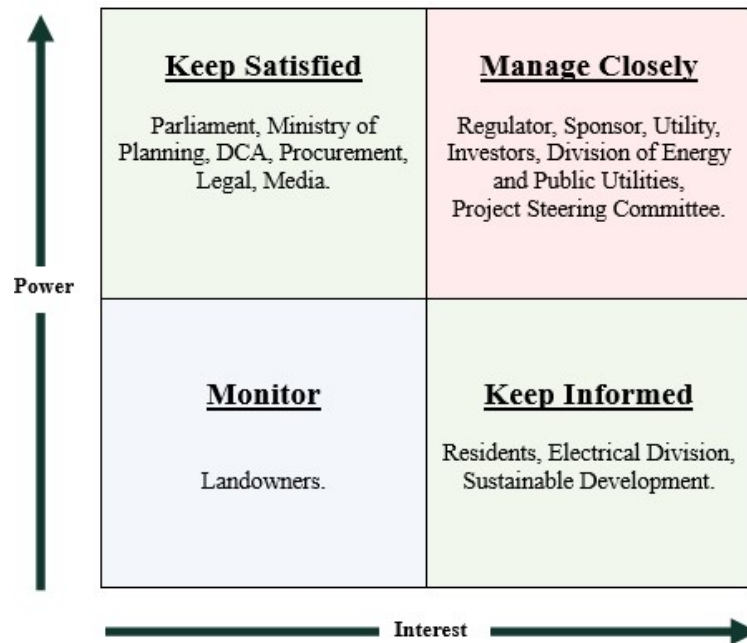 Keep Satisfied
Parliament, Ministry of
Planning, DCA, Procurement,
Legal, Media.
Manage Closely
Regulator, Sponsor, Utility,
Investors, Division of Energy
and Public Utilities,
Project Steering Committee.
Power
Monitor
Landowners.
Keep Informed
Residents, Electrical Division,
Sustainable Development.
Interest